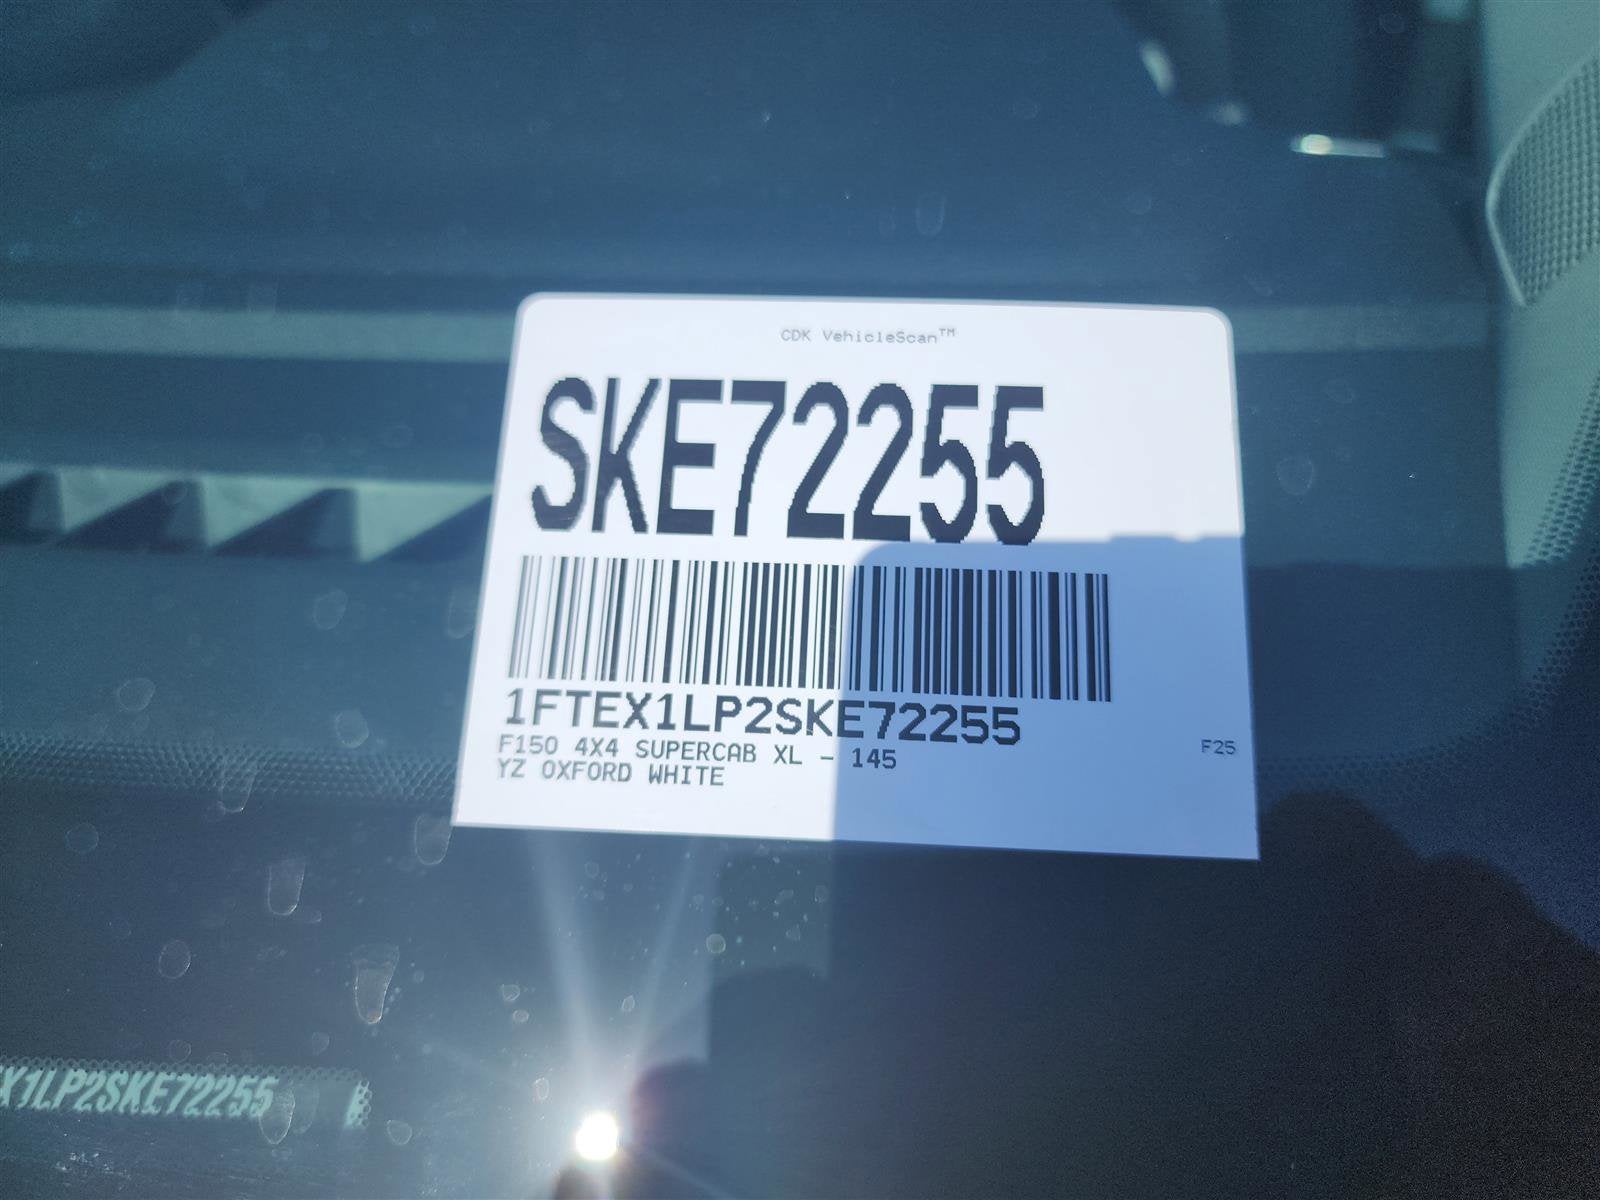 CDK VehicleScan™
SKE72255
1FTEX1LP2SKE72255
F150 4X4 SUPERCAB XL - 145
F25
YZ OXFORD WHITE
X1LP2SKE72255